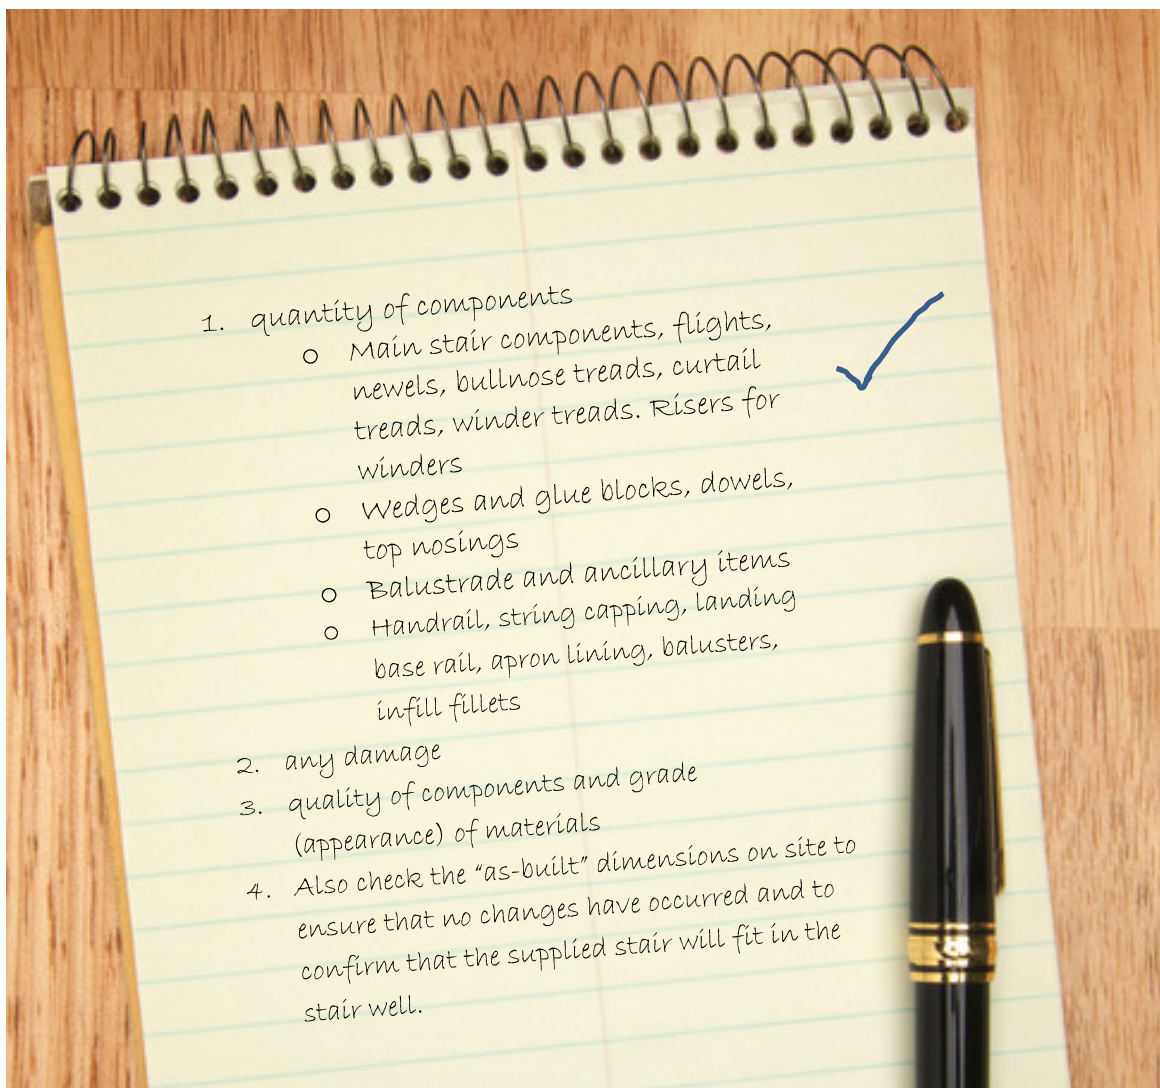 1. quantity of components
o Main stair components, flights,
newels, bullnose treads, curtail
treads, winder treads. Risers for
winders
o Wedges and glue blocks, dowels,
top nosings
o Balustrade and ancillary items
o Handrail, string capping, landing
base rail, apron lining, balusters,
infill fillets
2. any damage
3. quality of components and grade
(appearance) of materials
4. Also check the “as-built” dimensions on site to
ensure that no changes have occurred and to
confirm that the supplied stair will fit in the
stair well.